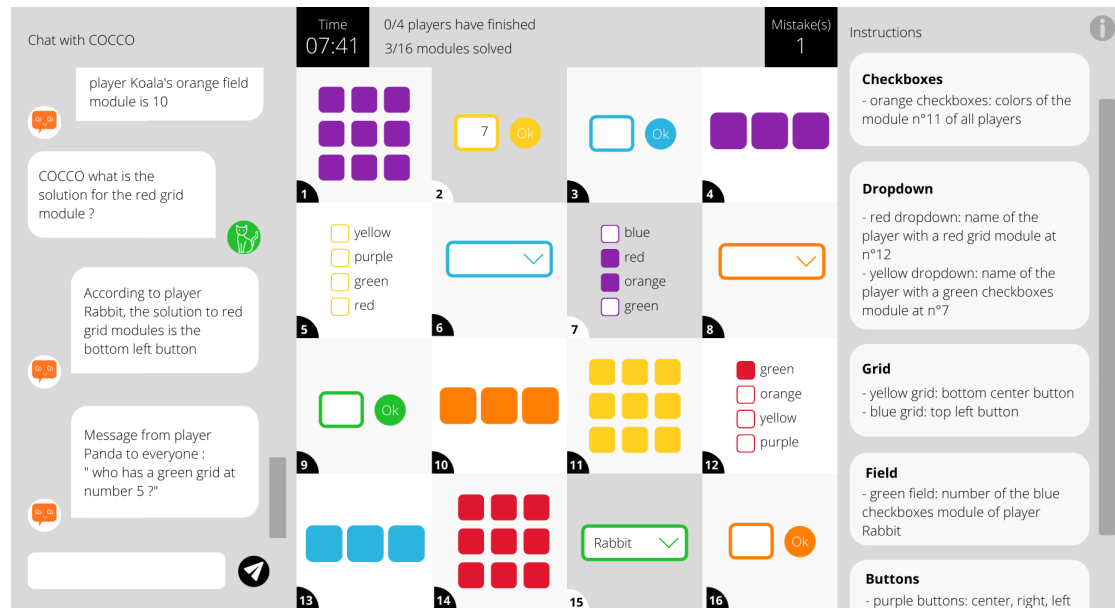 Chat with COCCO
player Koala's orange field
module is 10
COCCO what is the
solution for the red grid
module ?
According to player
Rabbit, the solution to red
grid modules is the
bottom left button
Message from player
Panda to everyone :
" who has a green grid at
number 5 ?"
Time
07:41
0/4 players have finished
3/16 modules solved
Mistake(s)
1
1
7
Ok
2
Ok
3
4
yellow
purple
green
red
5
6
blue
red
orange
green
7
8
Ok
9
10
11
green
orange
yellow
purple
12
13
14
Rabbit
15
Ok
16
Instructions
i
Checkboxes
- orange checkboxes: colors of the
module n°11 of all players
Dropdown
- red dropdown: name of the
player with a red grid module at
n°12
- yellow dropdown: name of the
player with a green checkboxes
module at n°7
Grid
- yellow grid: bottom center button
- blue grid: top left button
Field
- green field: number of the blue
checkboxes module of player
Rabbit
Buttons
- purple buttons: center, right, left